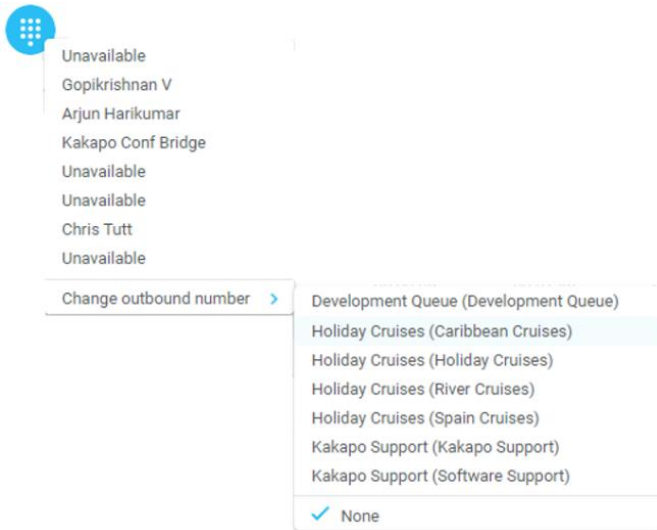 Unavailable
Gopikrishnan V
Arjun Harikumar
Kakapo Conf Bridge
Unavailable
Unavailable
Chris Tutt
Unavailable
Change outbound number
Development Queue (Development Queue)
Holiday Cruises (Caribbean Cruises)
Holiday Cruises (Holiday Cruises)
Holiday Cruises (River Cruises)
Holiday Cruises (Spain Cruises)
Kakapo Support (Kakapo Support)
Kakapo Support (Software Support)
None